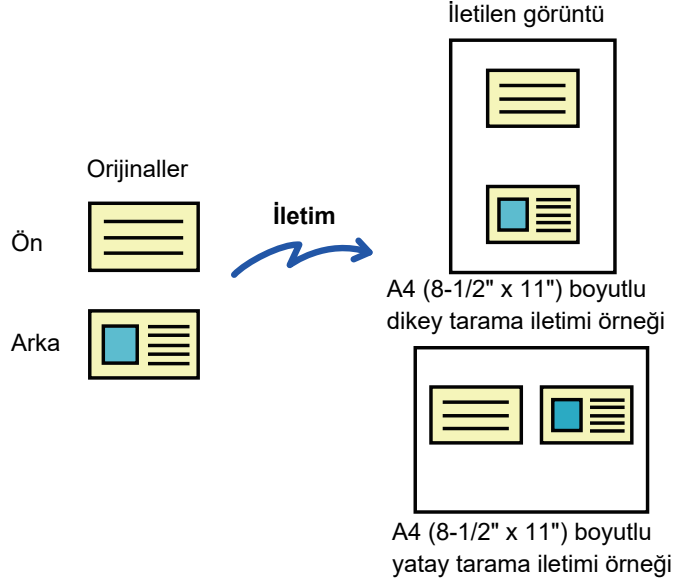 İletilen görüntü
Orijinaller
Ön
İletim
Arka
A4 (8-1/2" x 11") boyutlu
dikey tarama iletimi örneği
A4 (8-1/2" x 11") boyutlu
yatay tarama iletimi örneği